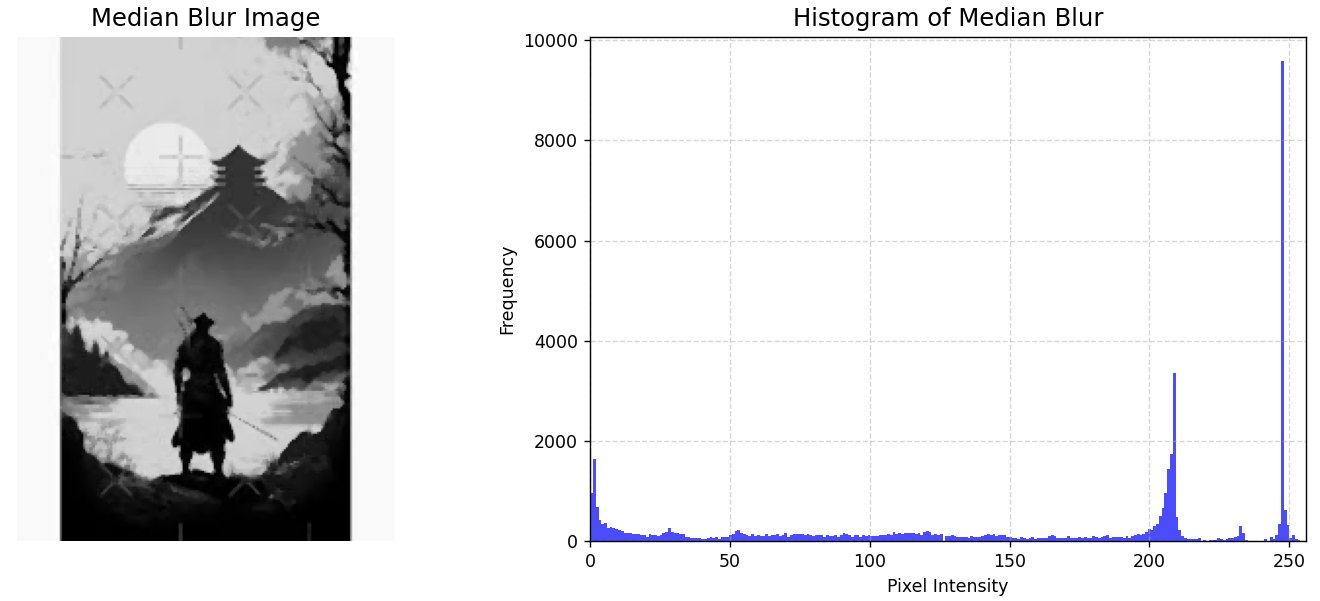 Median Blur Image
Histogram of Median Blur
10000
8000
6000
4000
2000
0
Frequency
0 50 100 150 200 250
Pixel Intensity